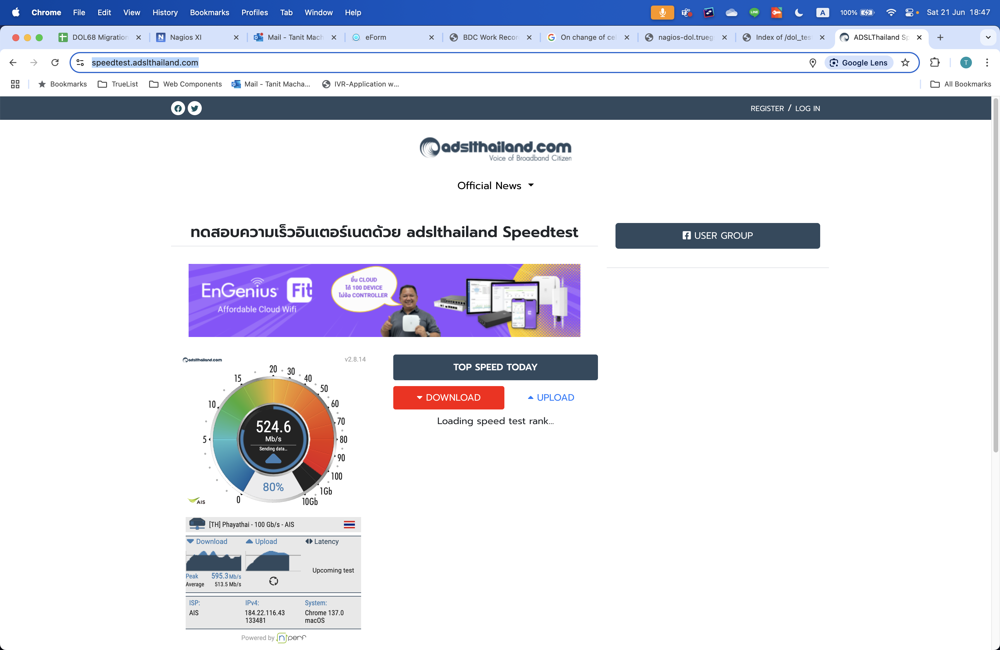 Chrome File Edit View History Bookmarks Profiles Tab Window Help LINE A 100% Sat 21 Jun 18:47
DOL68 Migration Nagios XI Mail - Tanit Mach eForm BDC Work Recor On change of cel nagios-dol.trueg Index of /dol_tes ADSLThailand Sp
speedtest.adslthailand.com Google Lens T
Bookmarks TrueList Web Components Mail - Tanit Macha... IVR-Application w... All Bookmarks
REGISTER / LOG IN
adslthailand.com
Voice of Broadband Citizen
Official News
ทดสอบความเร็วอินเตอร์เนตด้วย adslthailand Speedtest
USER GROUP
EnGenius Fit
Affordable Cloud Wifi
ขึ้น CLOUD
ได้ 100 DEVICE
ไม่ง้อ CONTROLLER
adslthailand.com
v2.8.14
TOP SPEED TODAY
DOWNLOAD UPLOAD
Loading speed test rank...
0
5
10
15
20
30
40
50
60
70
80
90
100
1Gb
10Gb
524.6
Mb/s
Sending data...
80%
AIS
[TH] Phayathai - 100 Gb/s - AIS
Download Upload Latency
Upcoming test
Peak 595.3 Mb/s
Average 513.5 Mb/s
ISP: IPv4: System:
AIS 184.22.116.43 Chrome 137.0
133481 macOS
Powered by nperf